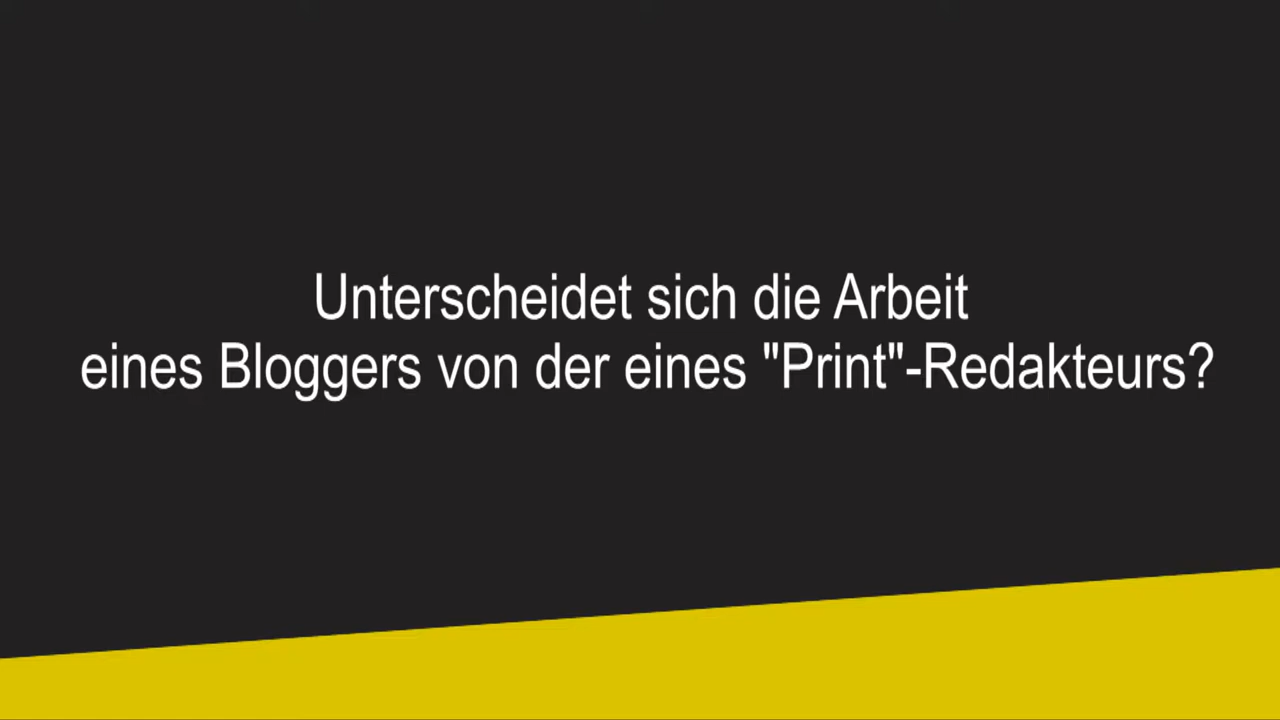 Unterscheidet sich die Arbeit
eines Bloggers von der eines "Print"-Redakteurs?